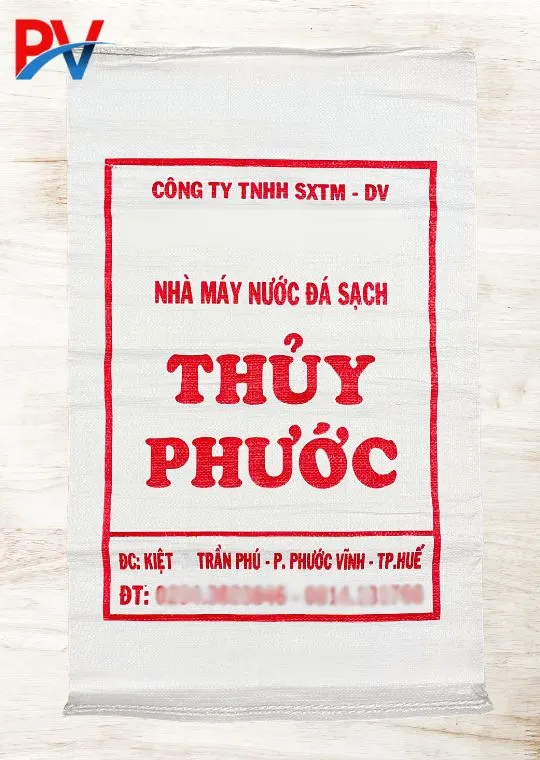 PV
CÔNG TY TNHH SXTM - DV
NHÀ MÁY NƯỚC ĐÁ SẠCH
THỦY
PHƯỚC
ĐC: KIỆT TRẦN PHÚ - P. PHƯỚC VĨNH - TP.HUẾ
ĐT: